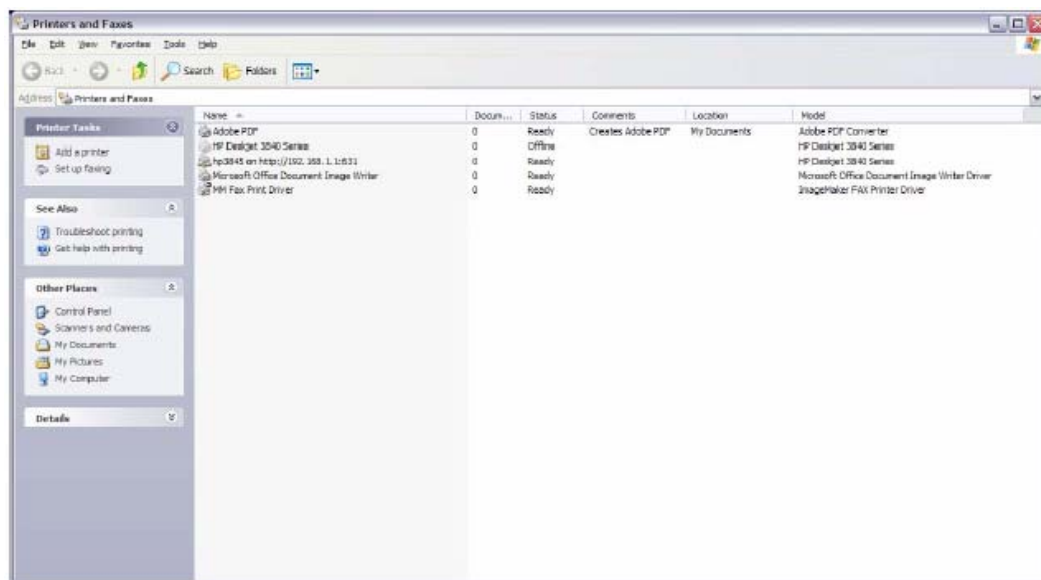 Printers and Faxes
File Edit View Favorites Tools Help
Back Search Folders
Address Printers and Faxes
Printer Tasks
Add a printer
Set up faxing
See Also
Troubleshoot printing
Get help with printing
Other Places
Control Panel
Scanners and Cameras
My Documents
My Pictures
My Computer
Details
Name Docum... Status Comments Location Model
Adobe PDF 0 Ready Creates Adobe PDF My Documents Adobe PDF Converter
HP Deskjet 3840 Series 0 Offline HP Deskjet 3840 Series
hp3845 on http://192.168.1.1:631 0 Ready HP Deskjet 3840 Series
Microsoft Office Document Image Writer 0 Ready Microsoft Office Document Image Writer Driver
MM Fax Print Driver 0 Ready ImageMaker FAX Printer Driver